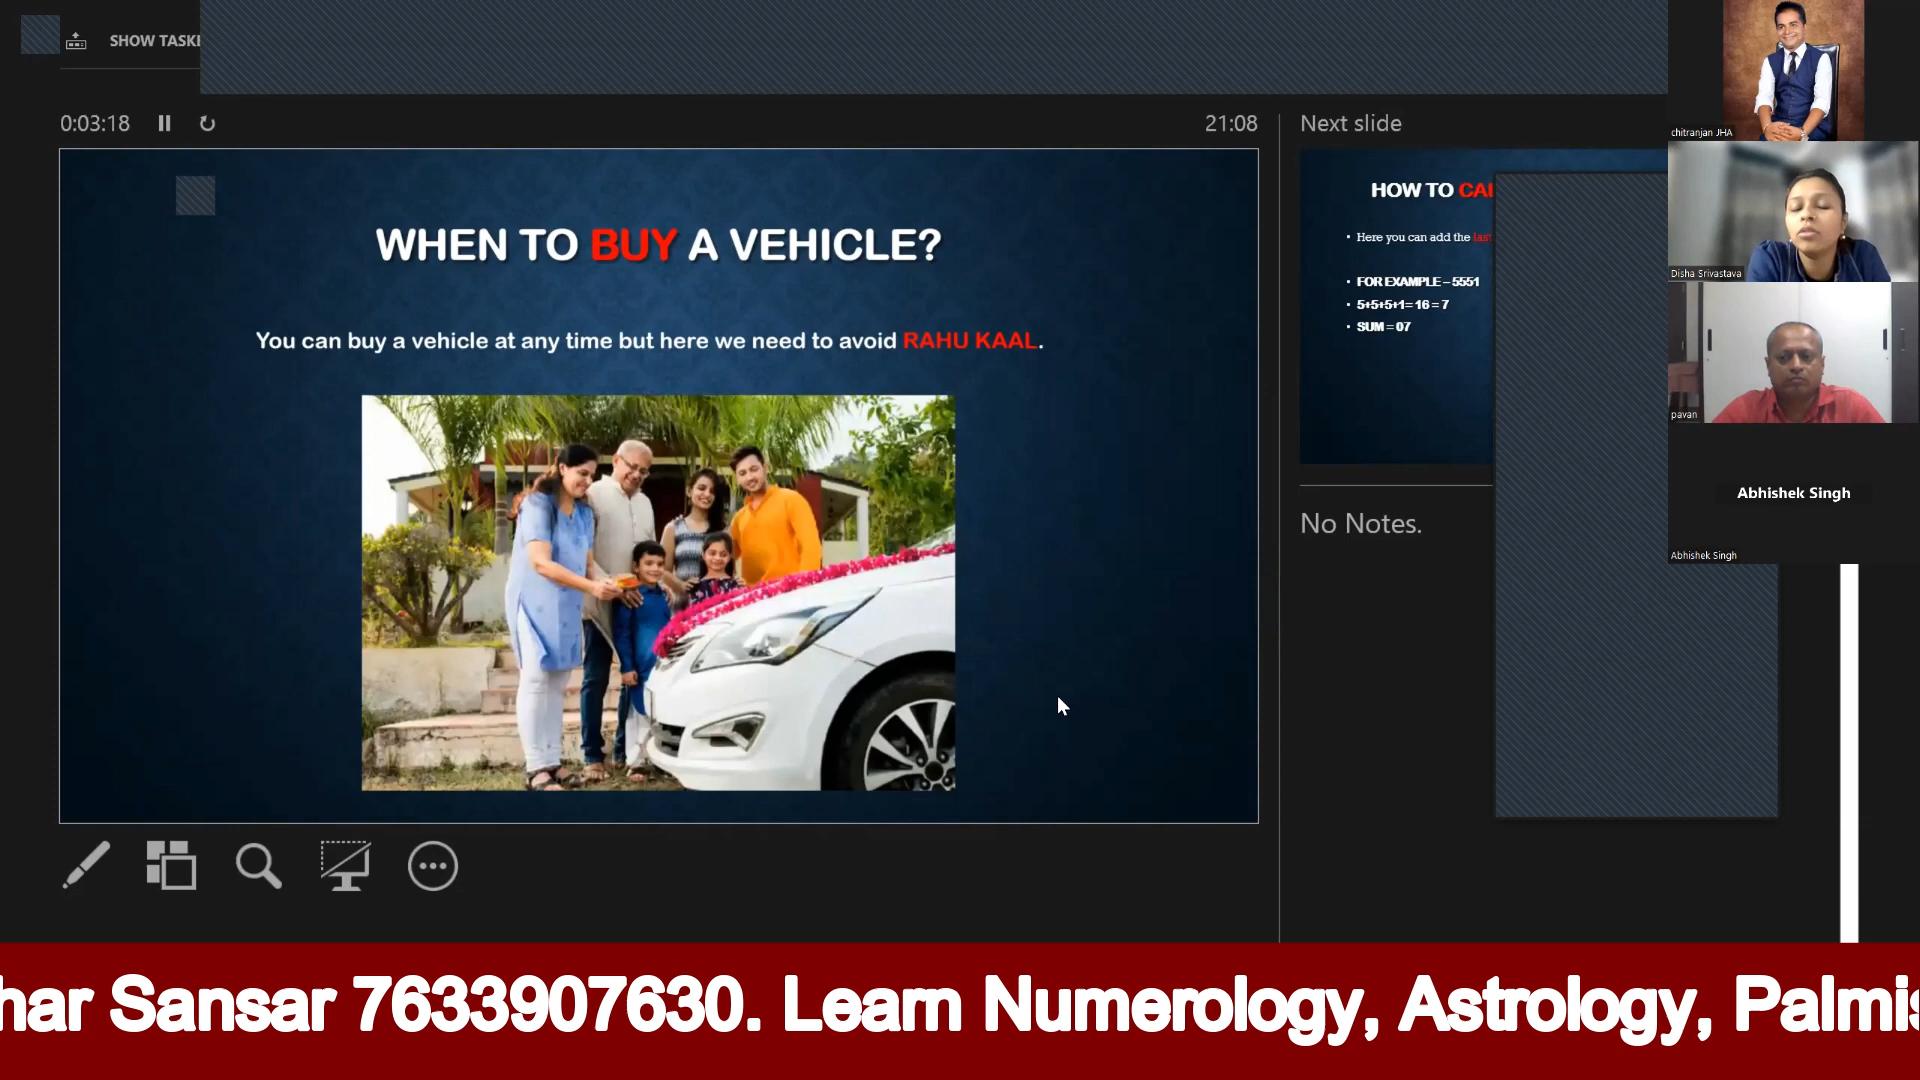 SHOW TASKB
0:03:18
21:08
Next slide
WHEN TO BUY A VEHICLE?
You can buy a vehicle at any time but here we need to avoid RAHU KAAL.
HOW TO CAL
• Here you can add the last
• FOR EXAMPLE – 5551
• 5+5+5+1= 16 = 7
• SUM = 07
No Notes.
chitranjan JHA
Disha Srivastava
pavan
Abhishek Singh
Abhishek Singh
har Sansar 7633907630. Learn Numerology, Astrology, Palmis